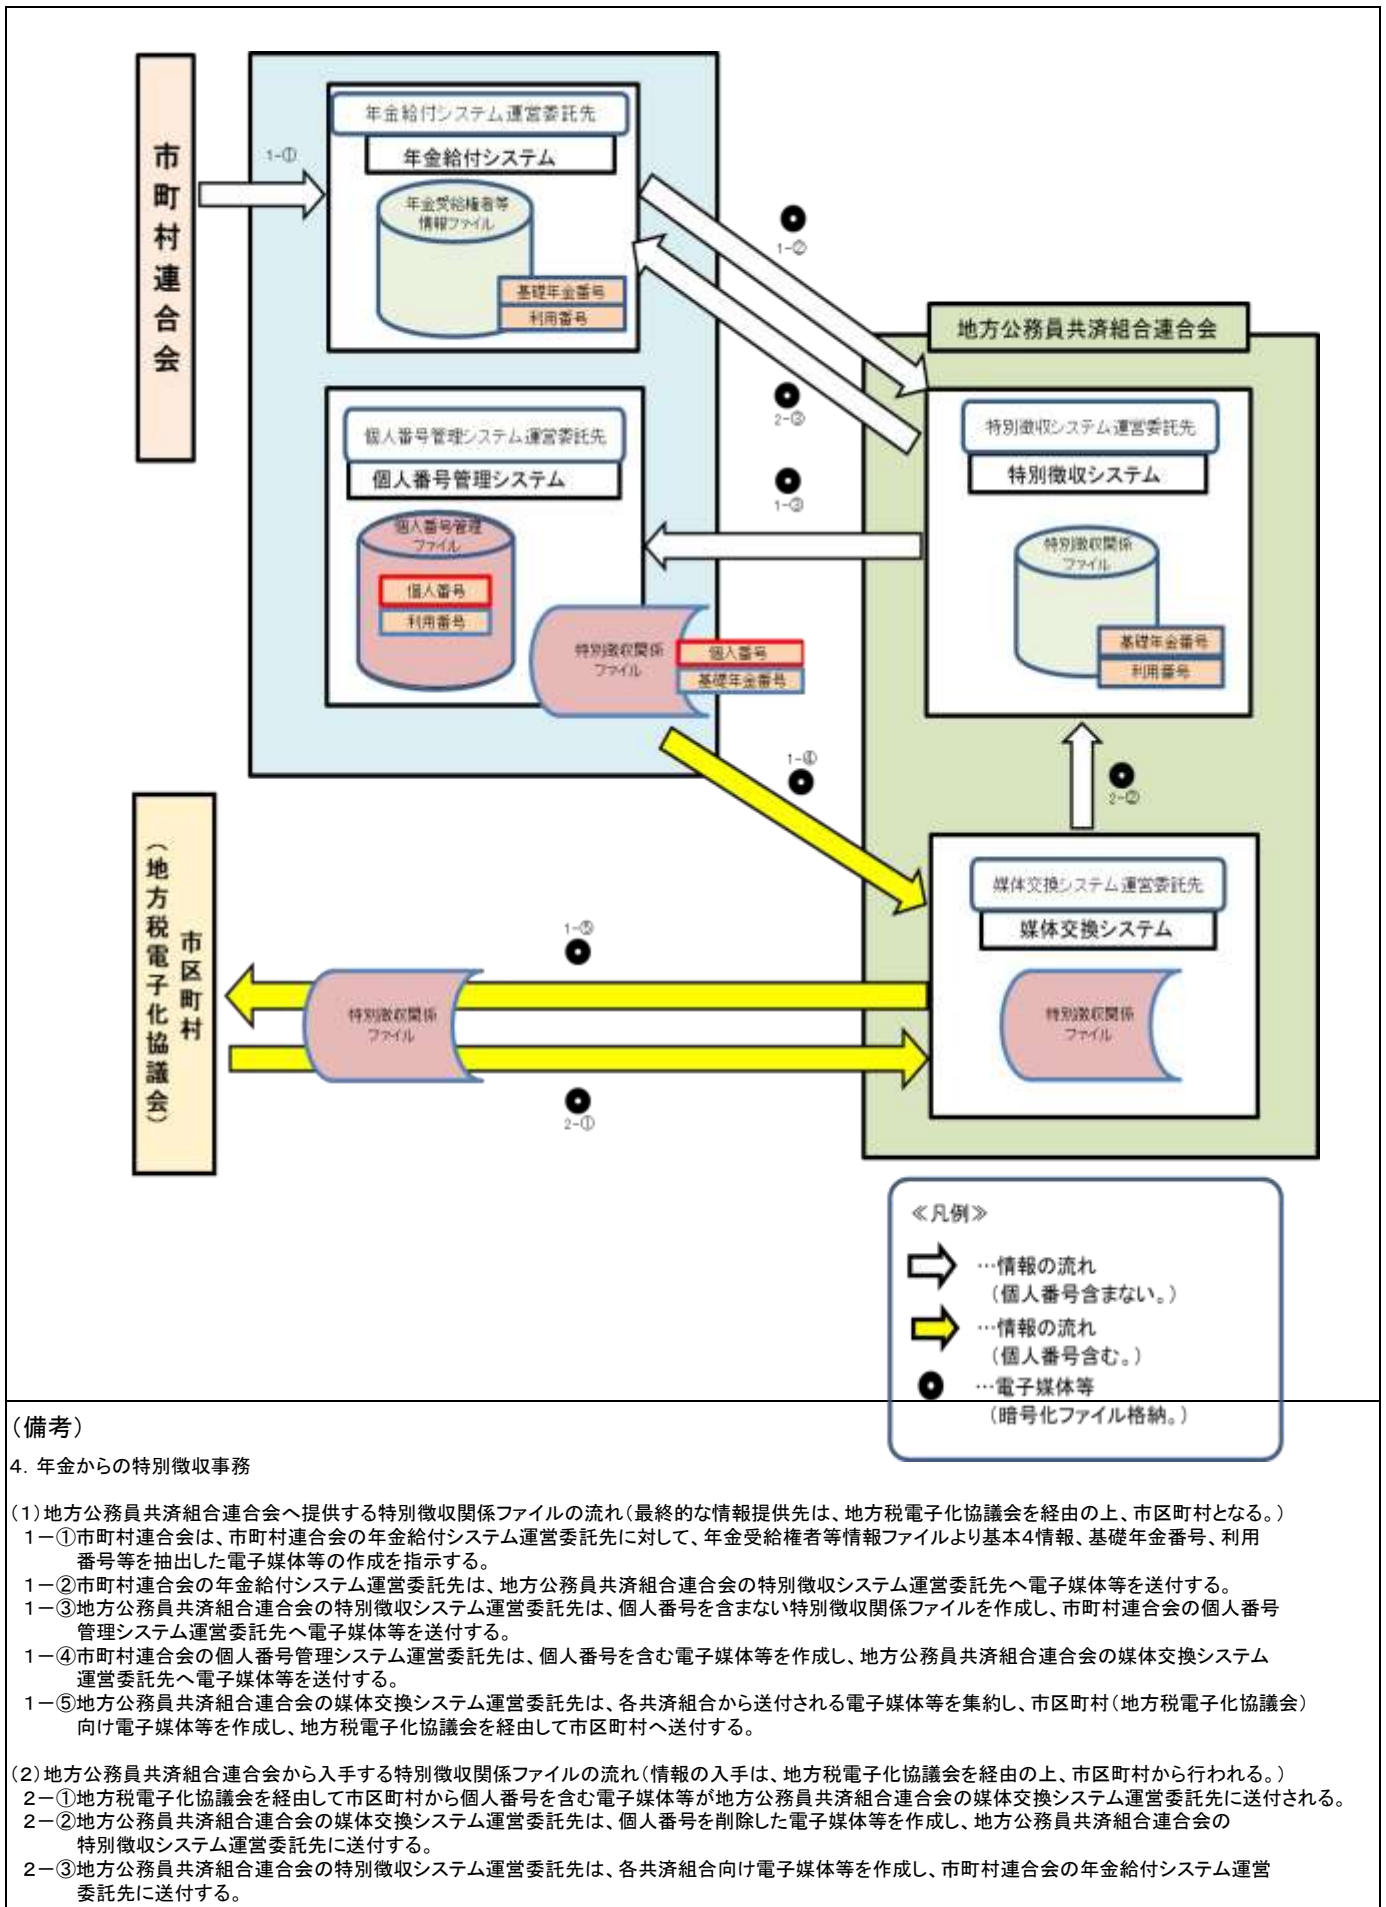 市町村連合会
1-①
年金給付システム運営委託先
年金給付システム
年金受給権者等
情報ファイル
基礎年金番号
利用番号
1-②
2-③
1-③
地方公務員共済組合連合会
特別徴収システム運営委託先
特別徴収システム
特別徴収関係
ファイル
基礎年金番号
利用番号
個人番号管理システム運営委託先
個人番号管理システム
個人番号管理
ファイル
個人番号
利用番号
特別徴収関係
ファイル
個人番号
基礎年金番号
1-④
2-②
媒体交換システム運営委託先
媒体交換システム
特別徴収関係
ファイル
市区町村
（地方税電子化協議会）
1-⑤
特別徴収関係
ファイル
2-①
≪凡例≫
…情報の流れ
（個人番号含まない。）
…情報の流れ
（個人番号含む。）
…電子媒体等
（暗号化ファイル格納。）
（備考）
４．年金からの特別徴収事務
（１）地方公務員共済組合連合会へ提供する特別徴収関係ファイルの流れ（最終的な情報提供先は、地方税電子化協議会を経由の上、市区町村となる。）
１－①市町村連合会は、市町村連合会の年金給付システム運営委託先に対して、年金受給権者等情報ファイルより基本４情報、基礎年金番号、利用
番号等を抽出した電子媒体等の作成を指示する。
１－②市町村連合会の年金給付システム運営委託先は、地方公務員共済組合連合会の特別徴収システム運営委託先へ電子媒体等を送付する。
１－③地方公務員共済組合連合会の特別徴収システム運営委託先は、個人番号を含まない特別徴収関係ファイルを作成し、市町村連合会の個人番号
管理システム運営委託先へ電子媒体等を送付する。
１－④市町村連合会の個人番号管理システム運営委託先は、個人番号を含む電子媒体等を作成し、地方公務員共済組合連合会の媒体交換システム
運営委託先へ電子媒体等を送付する。
１－⑤地方公務員共済組合連合会の媒体交換システム運営委託先は、各共済組合から送付される電子媒体等を集約し、市区町村（地方税電子化協議会）
向け電子媒体等を作成し、地方税電子化協議会を経由して市区町村へ送付する。
（２）地方公務員共済組合連合会から入手する特別徴収関係ファイルの流れ（情報の入手は、地方税電子化協議会を経由の上、市区町村から行われる。）
２－①地方税電子化協議会を経由して市区町村から個人番号を含む電子媒体等が地方公務員共済組合連合会の媒体交換システム運営委託先に送付される。
２－②地方公務員共済組合連合会の媒体交換システム運営委託先は、個人番号を削除した電子媒体等を作成し、地方公務員共済組合連合会の
特別徴収システム運営委託先に送付する。
２－③地方公務員共済組合連合会の特別徴収システム運営委託先は、各共済組合向け電子媒体等を作成し、市町村連合会の年金給付システム運営
委託先に送付する。